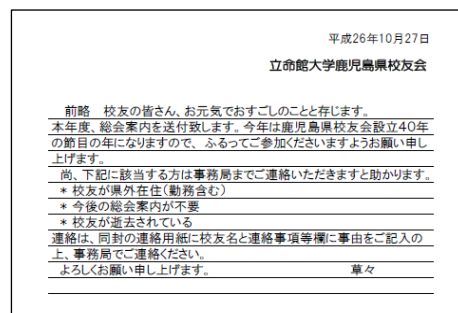 平成26年10月27日
立命館大学鹿児島県校友会
前略　校友の皆さん、お元気でおすごしのことと存じます。
本年度、総会案内を送付致します。今年は鹿児島県校友会設立40年
の節目の年になりますので、ふるってご参加くださいますようお願い申し
上げます。
尚、下記に該当する方は事務局までご連絡いただきますと助かります。
＊ 校友が県外在住(勤務含む)
＊ 今後の総会案内が不要
＊ 校友が逝去されている
連絡は、同封の連絡用紙に校友名と連絡事項等欄に事由をご記入の
上、事務局でご連絡ください。
よろしくお願い申し上げます。　草々